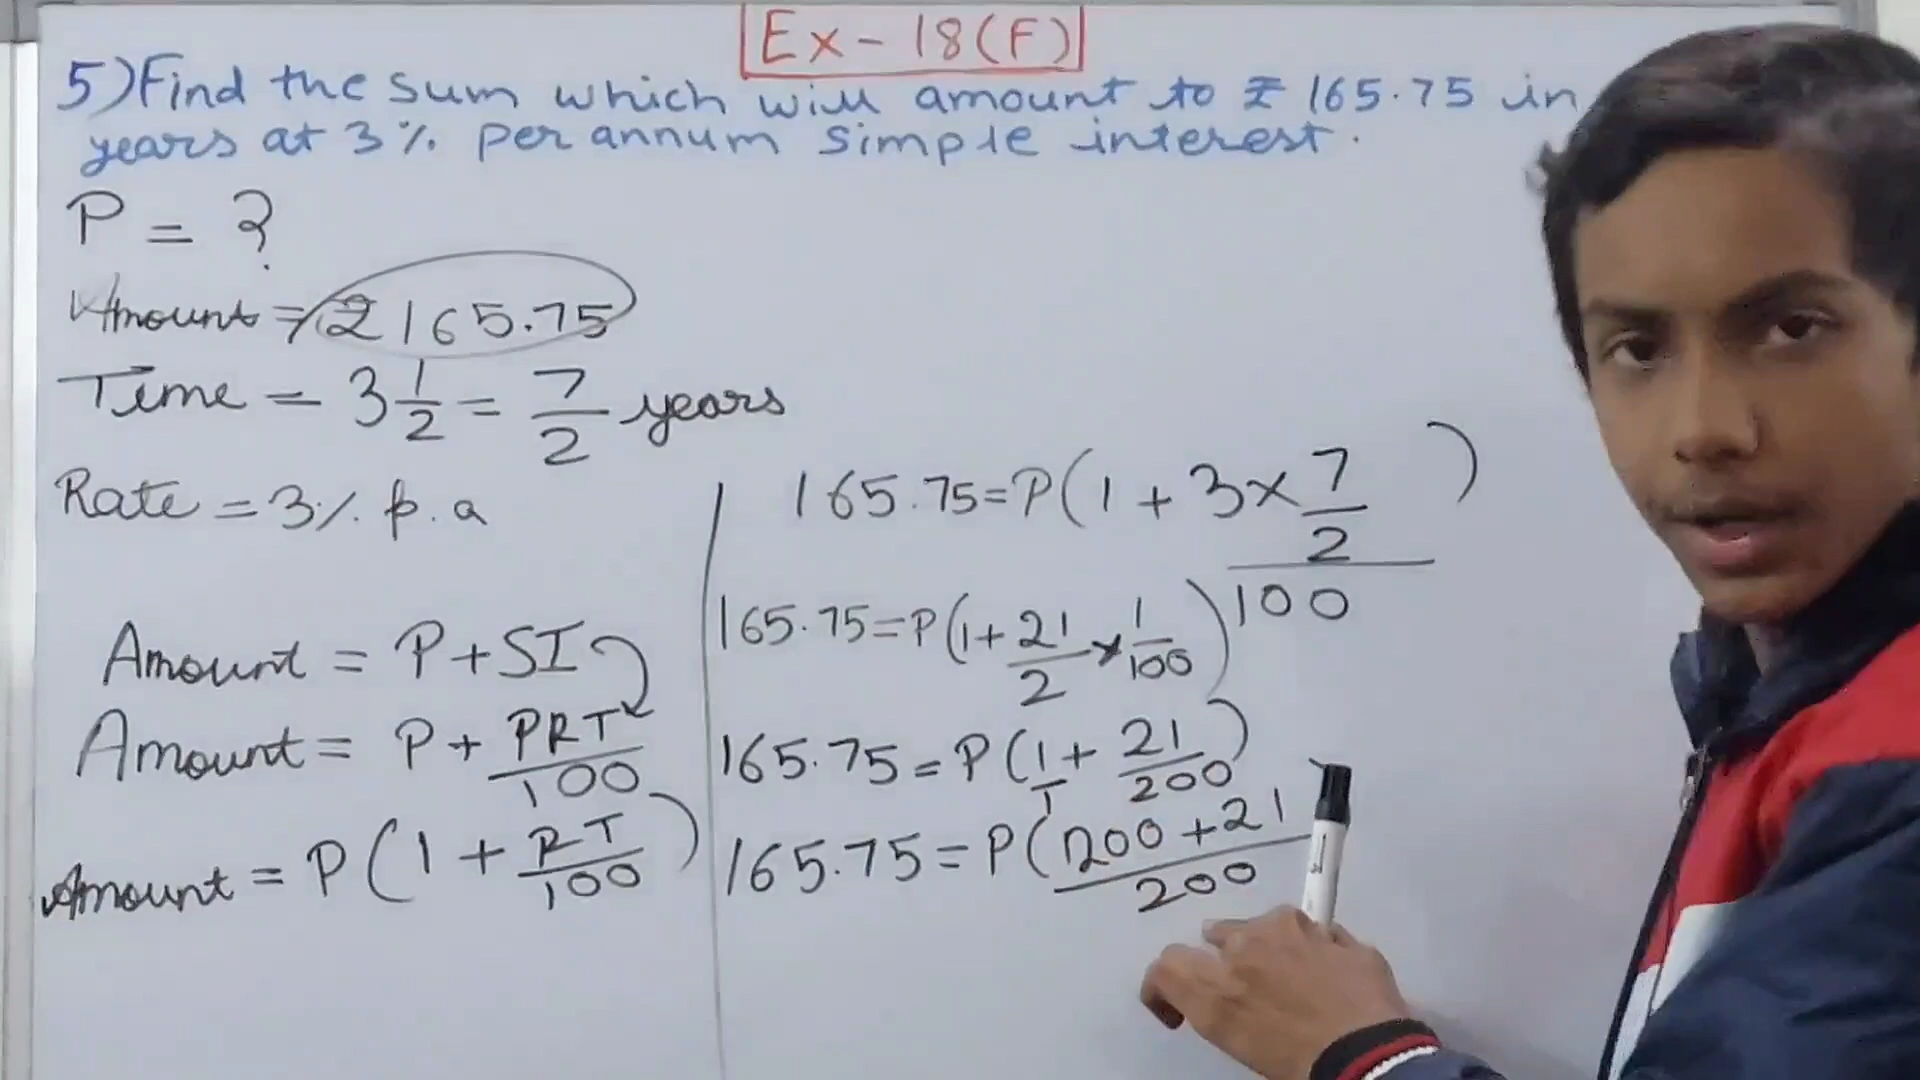 Ex - 18(F)
5) Find the sum which will amount to ₹ 165.75 in
years at 3% per annum simple interest.
P = ?
Amount = ₹165.75
Time = 3 1/2 = 7/2 years
Rate = 3% p.a
Amount = P + SI
Amount = P + PRT/100
Amount = P(1 + RT/100)
165.75 = P(1 + 3 × 7/2 / 100)
165.75 = P(1 + 21/2 × 1/100)
165.75 = P(1/1 + 21/200)
165.75 = P(200 + 21/200